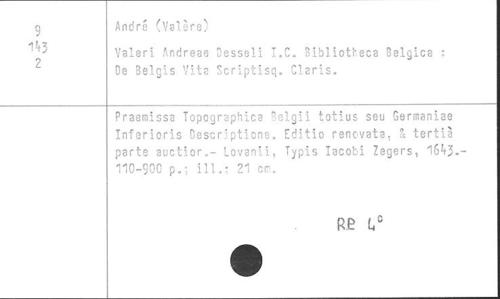 9
143
2
André (Valère)
Valeri Andreae Desseli I.C. Bibliotheca Belgica :
De Belgis Vita Scriptisq. Claris.
Praemissa Topographica Belgii totius seu Germaniae
Inferioris Descriptione. Editio renovata, & tertiâ
parte auctior.- Lovanii, Typis Iacobi Zegers, 1643.-
110-900 p.; ill.; 21 cm.
R.P. 4°